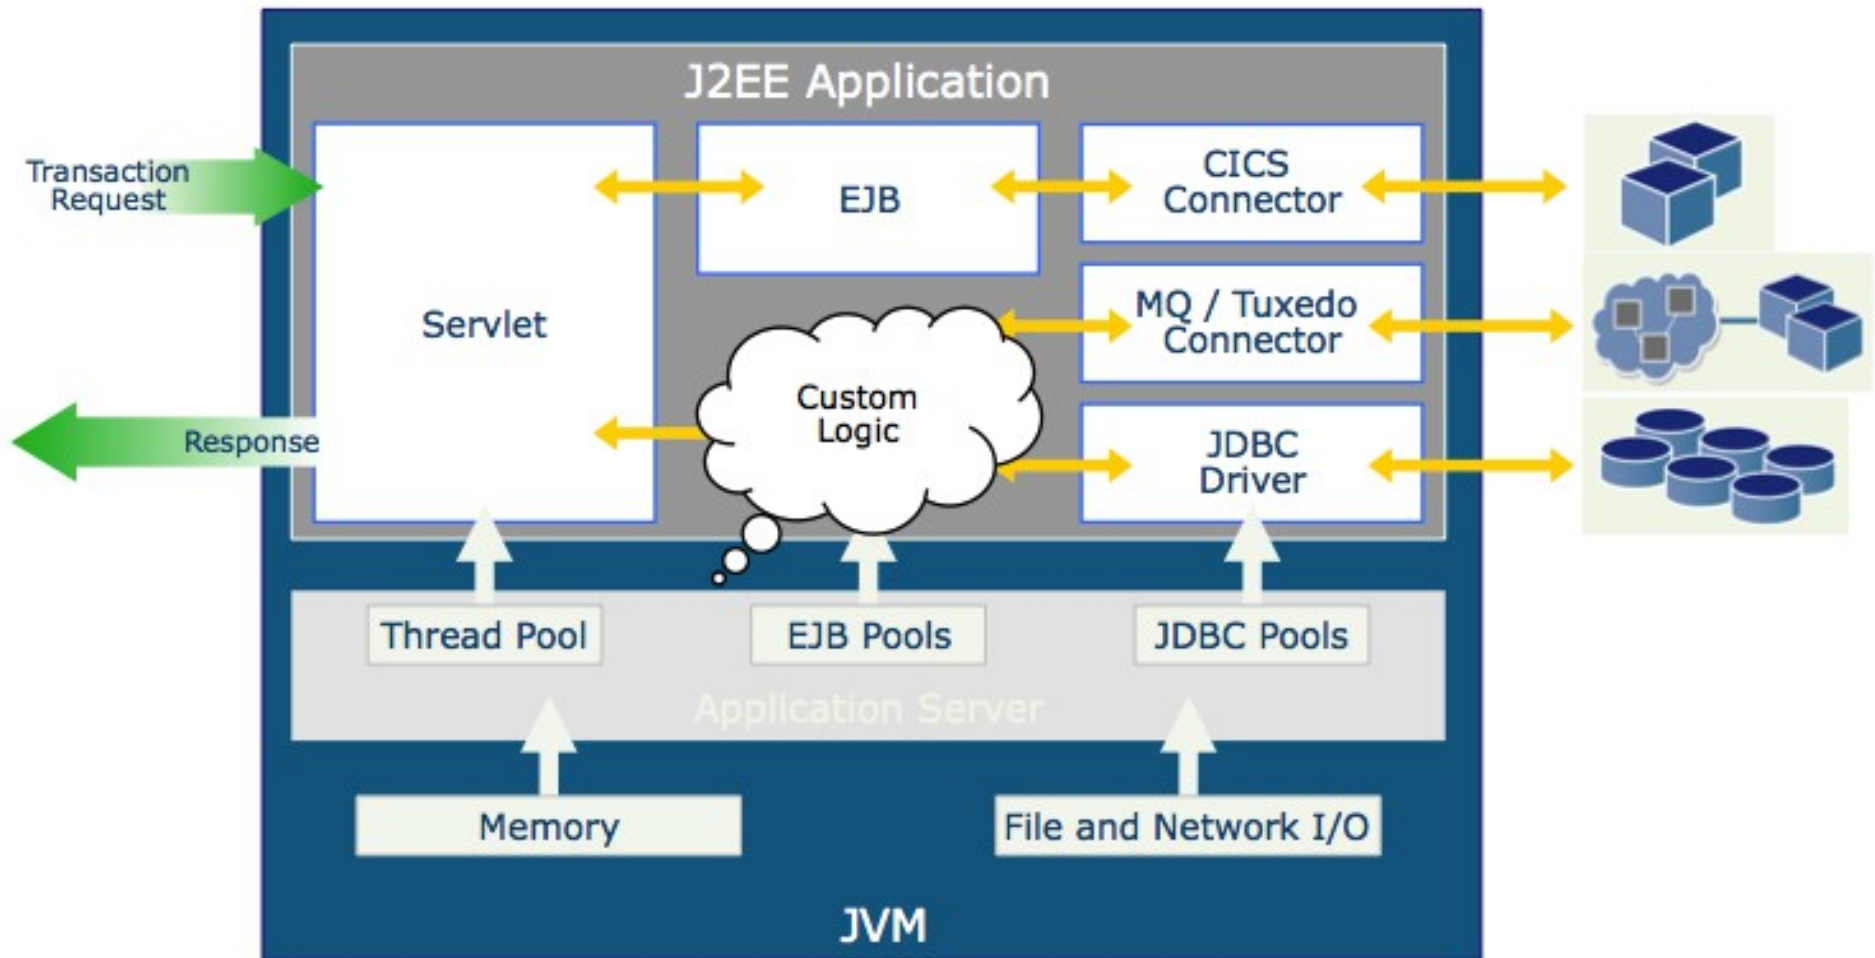 J2EE Application
Transaction
Request
Servlet
EJB
CICS
Connector
MQ / Tuxedo
Connector
Custom
Logic
Response
JDBC
Driver
Thread Pool
EJB Pools
JDBC Pools
Application Server
Memory
File and Network I/O
JVM